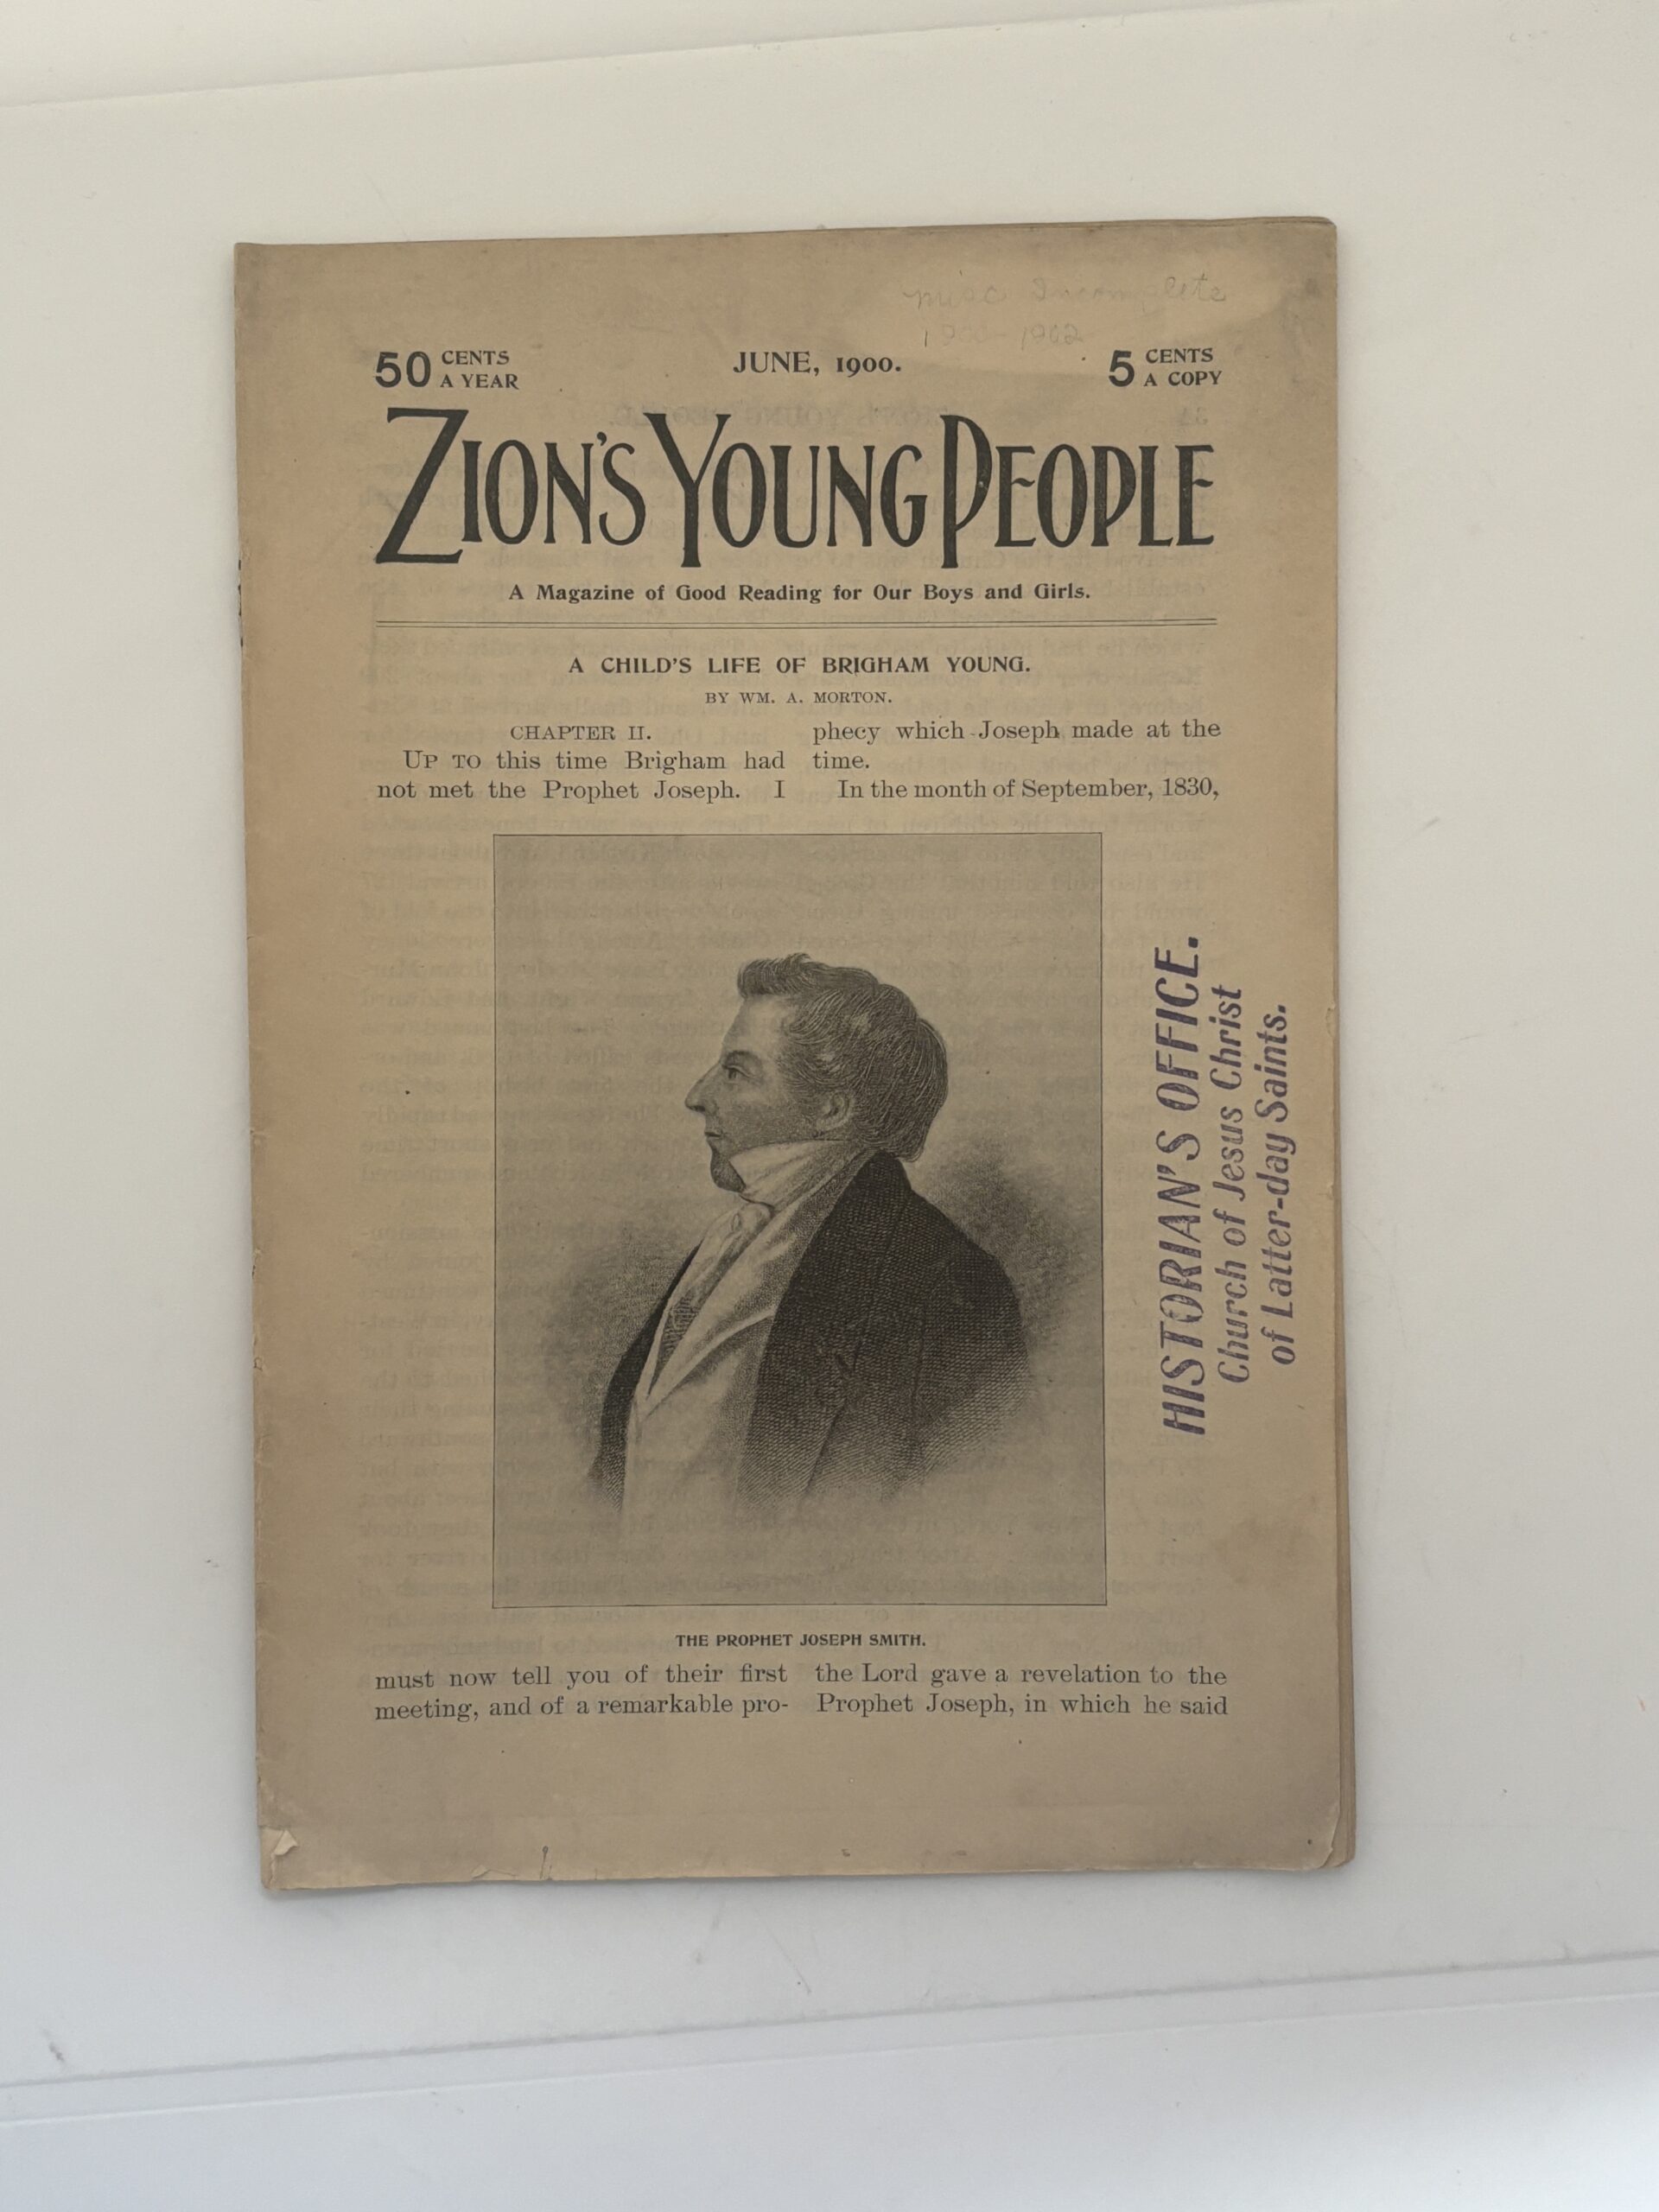 misc Incomplete
50 CENTS A YEAR
JUNE, 1900.
5 CENTS A COPY
ZION'S YOUNG PEOPLE
A Magazine of Good Reading for Our Boys and Girls.
A CHILD'S LIFE OF BRIGHAM YOUNG.
BY WM. A. MORTON.
CHAPTER II.
UP TO this time Brigham had
not met the Prophet Joseph. I
phecy which Joseph made at the
time.
In the month of September, 1830,
THE PROPHET JOSEPH SMITH.
must now tell you of their first
meeting, and of a remarkable pro-
the Lord gave a revelation to the
Prophet Joseph, in which he said
HISTORIAN'S OFFICE.
Church of Jesus Christ
of Latter-day Saints.